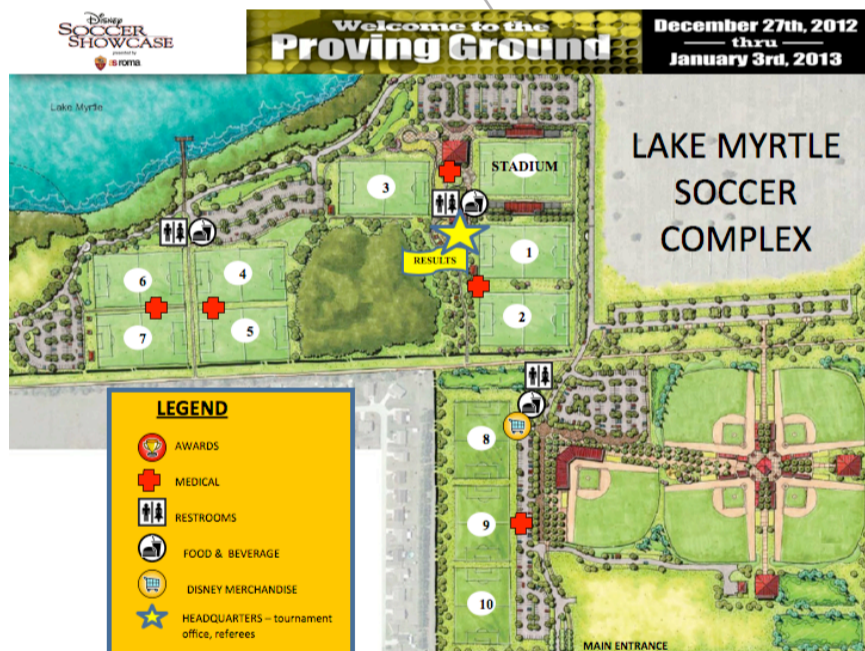 Disney
SOCCER
SHOWCASE
presented by
as roma
Welcome to the
Proving Ground
December 27th, 2012
thru
January 3rd, 2013
Lake Myrtle
LAKE MYRTLE
SOCCER
COMPLEX
STADIUM
3
1
RESULTS
6
4
2
7
5
8
9
10
LEGEND
AWARDS
MEDICAL
RESTROOMS
FOOD & BEVERAGE
DISNEY MERCHANDISE
HEADQUARTERS – tournament
office, referees
MAIN ENTRANCE